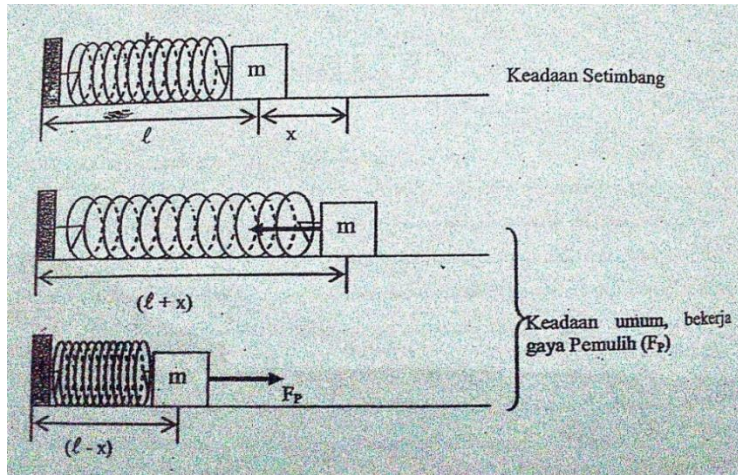 m
Keadaan Setimbang
ℓ
x
m
(ℓ + x)
Keadaan umum, bekerja
gaya Pemulih (Fₚ)
m
Fₚ
(ℓ - x)